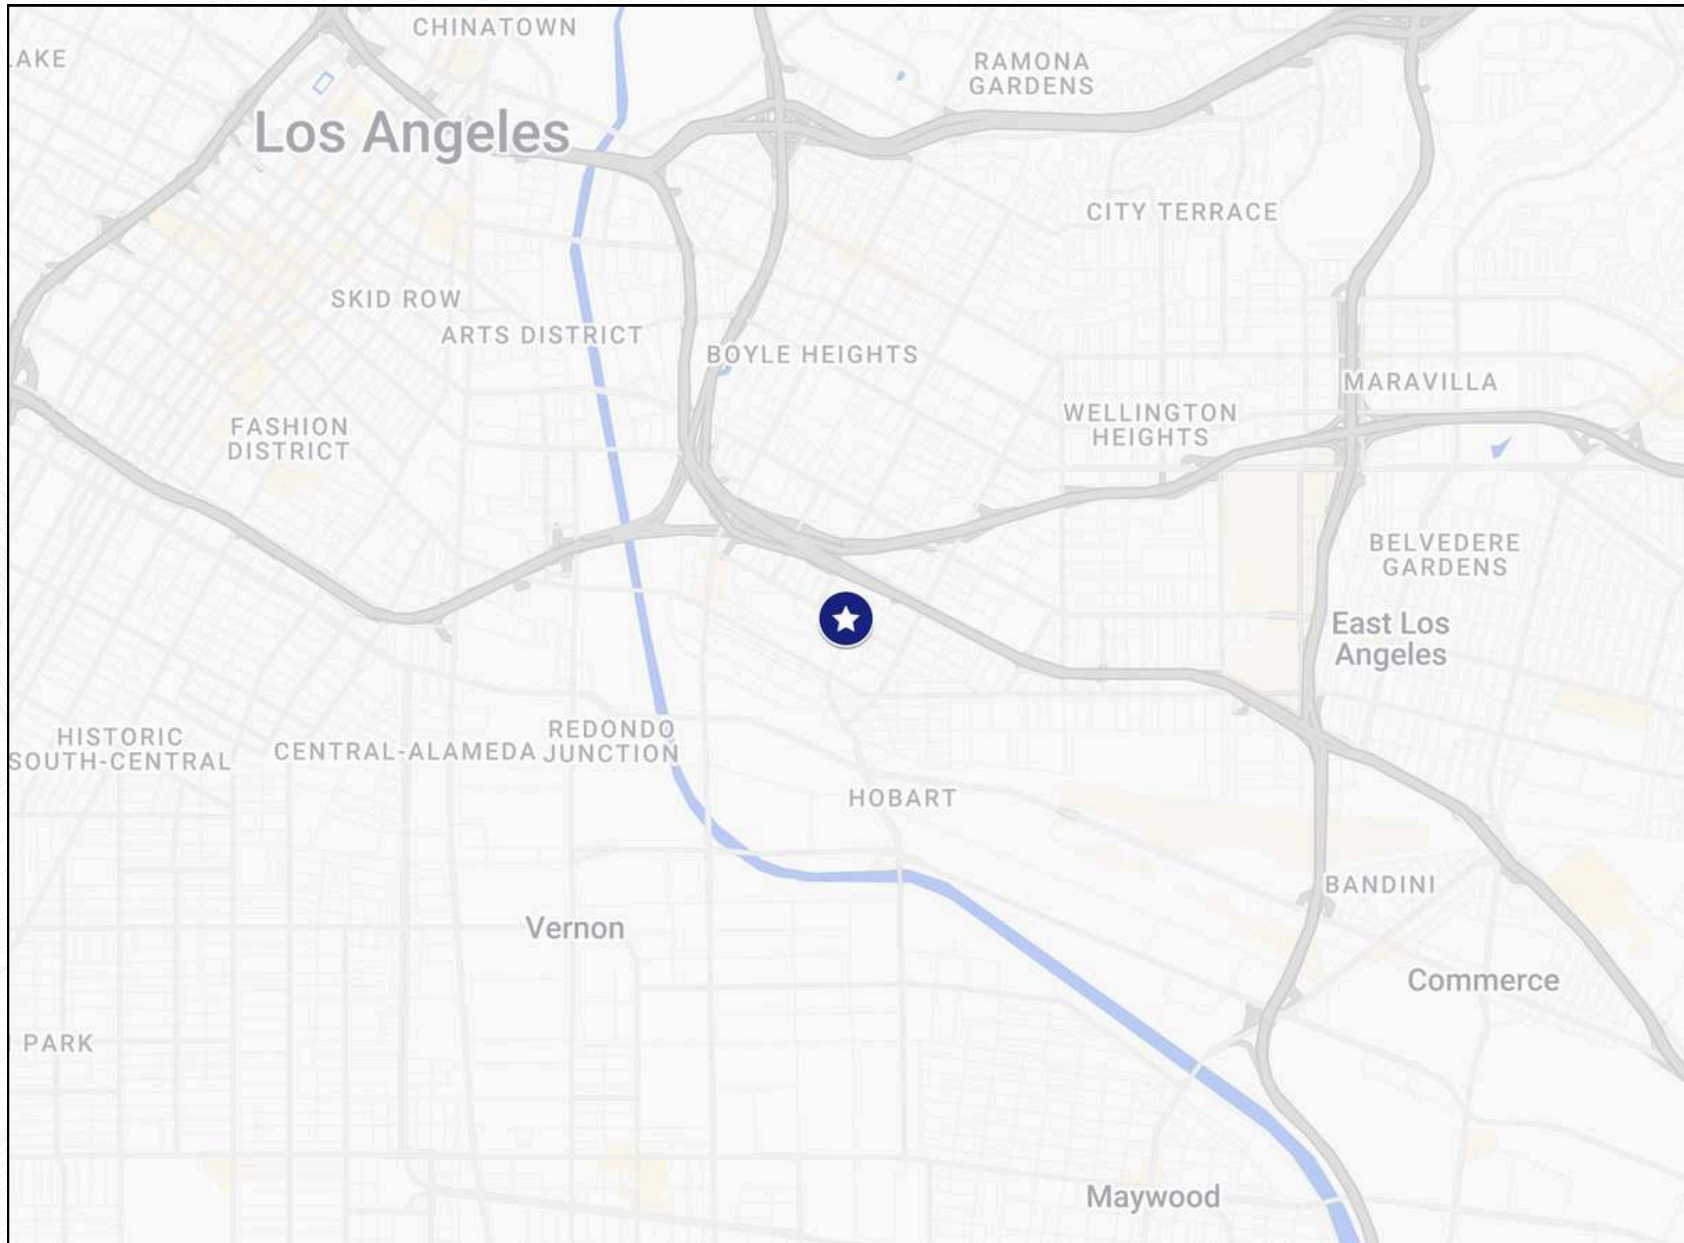 CHINATOWN
LAKE
RAMONA
GARDENS
Los Angeles
CITY TERRACE
SKID ROW
ARTS DISTRICT
BOYLE HEIGHTS
MARAVILLA
WELLINGTON
HEIGHTS
FASHION
DISTRICT
BELVEDERE
GARDENS
East Los
Angeles
HISTORIC
SOUTH-CENTRAL
CENTRAL-ALAMEDA
REDONDO
JUNCTION
HOBART
BANDINI
Vernon
Commerce
PARK
Maywood